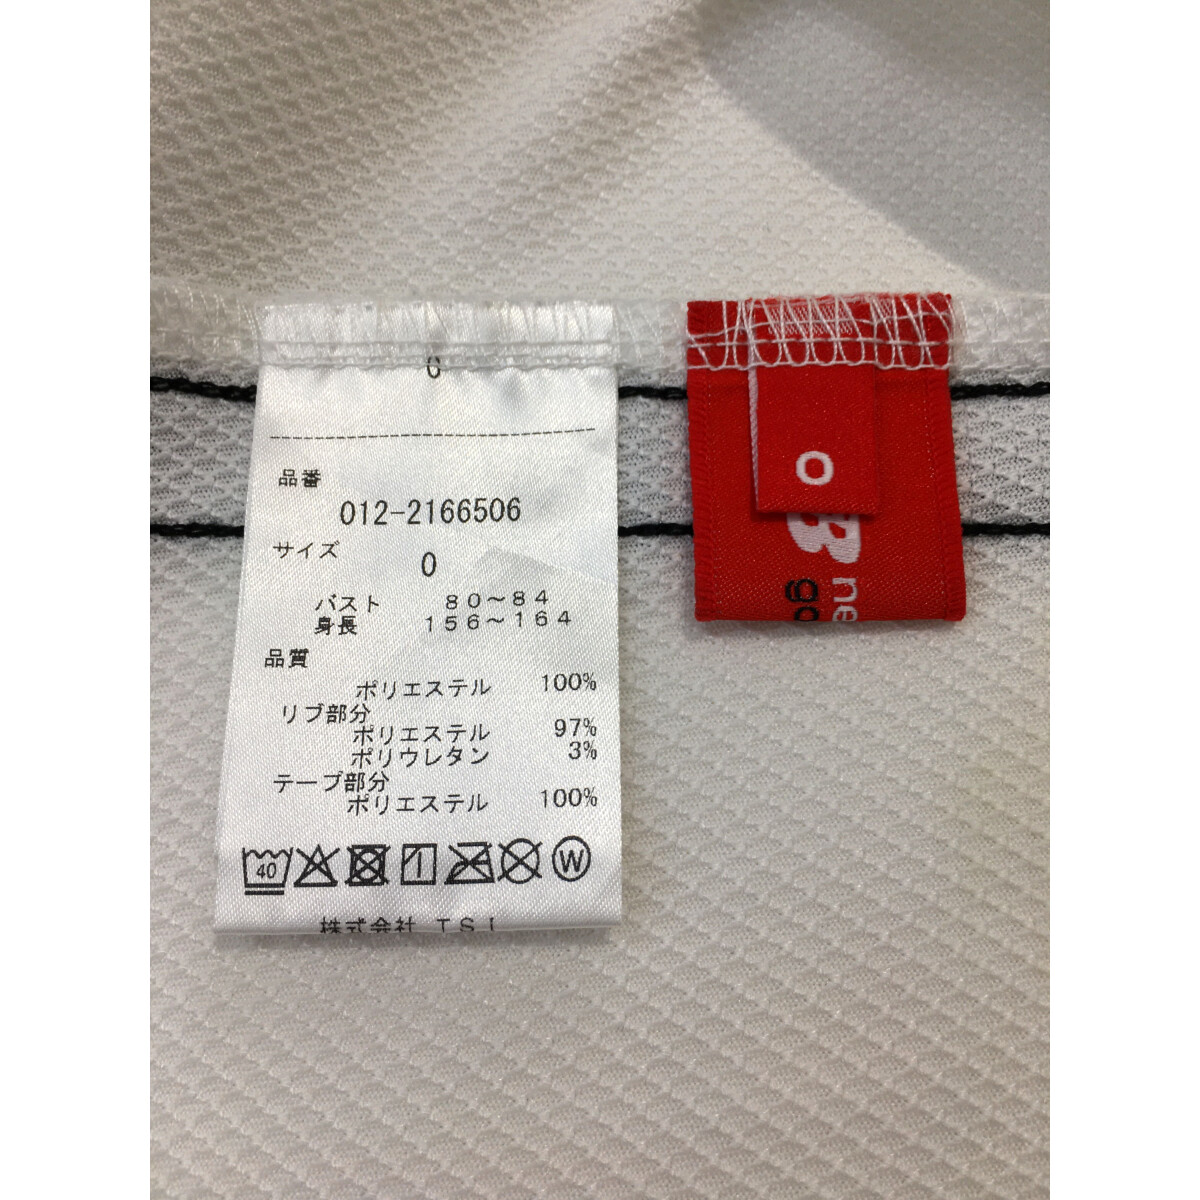 品番
012-2166506
サイズ
0
バスト 80～84
身長 156～164
品質
ポリエステル 100%
リブ部分
ポリエステル 97%
ポリウレタン 3%
テープ部分
ポリエステル 100%
40
W
株式会社 TSI
0
ne
go